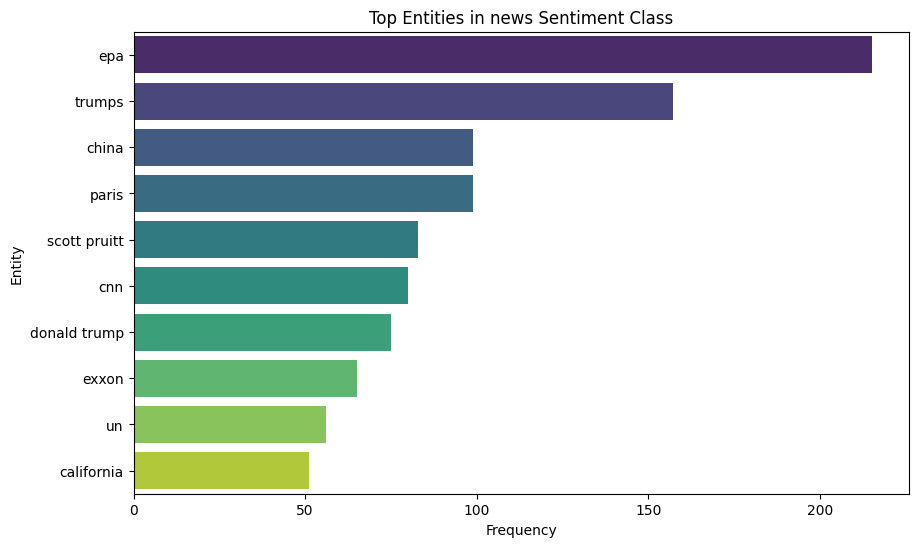 Top Entities in news Sentiment Class
epa
trumps
china
paris
scott pruitt
cnn
donald trump
exxon
un
california
Entity
0 50 100 150 200
Frequency